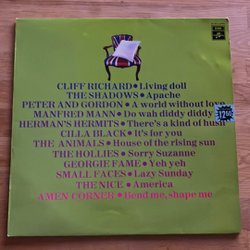 CLIFF RICHARD • Living doll
THE SHADOWS • Apache
PETER AND GORDON • A world without love
MANFRED MANN • Do wah diddy diddy
HERMAN'S HERMITS • There's a kind of hush
CILLA BLACK • It's for you
THE ANIMALS • House of the rising sun
THE HOLLIES • Sorry Suzanne
GEORGIE FAME • Yeh yeh
SMALL FACES • Lazy Sunday
THE NICE • America
AMEN CORNER • Bend me, shape me